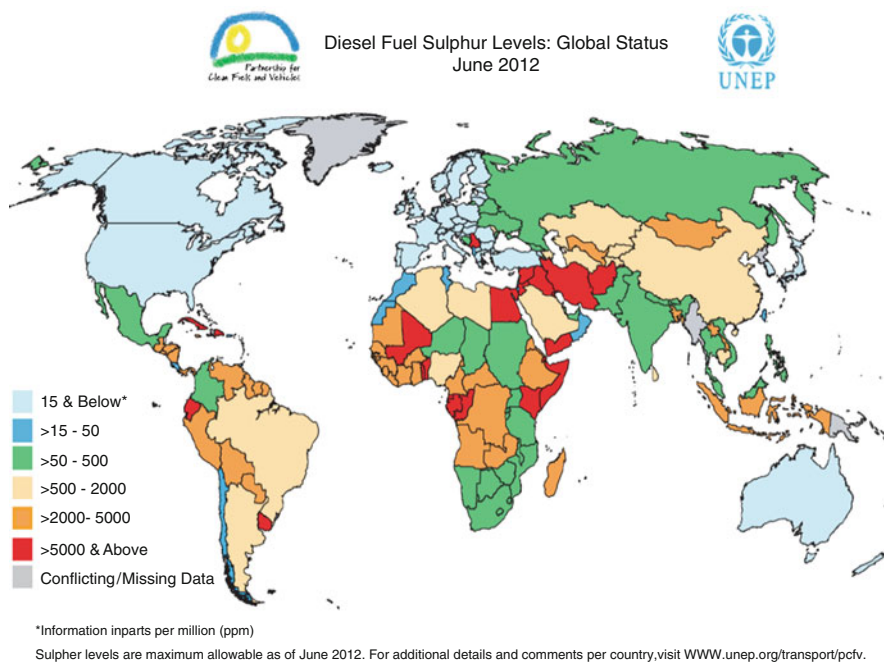 Partnership for
Clean Fuels and Vehicles
Diesel Fuel Sulphur Levels: Global Status
June 2012
UNEP
15 & Below*
>15 - 50
>50 - 500
>500 - 2000
>2000- 5000
>5000 & Above
Conflicting/Missing Data
*Information inparts per million (ppm)
Sulpher levels are maximum allowable as of June 2012. For additional details and comments per country,visit WWW.unep.org/transport/pcfv.